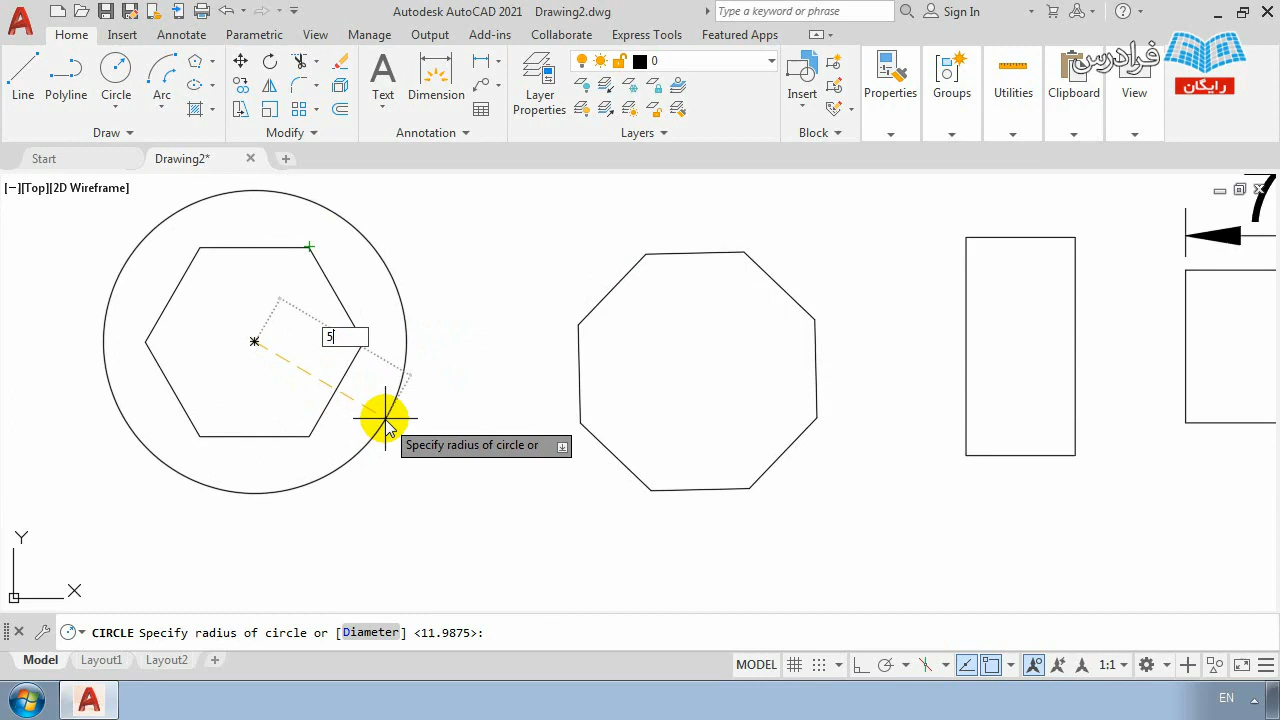 Autodesk AutoCAD 2021 Drawing2.dwg
Type a keyword or phrase
Sign In
Home Insert Annotate Parametric View Manage Output Add-ins Collaborate Express Tools Featured Apps
فرادرس
رایگان
Line Polyline Circle Arc
Text Dimension
Layer
Properties
0
Insert
Properties Groups Utilities Clipboard View
Draw Modify Annotation Layers Block
Start Drawing2*
[−][Top][2D Wireframe]
7
5
Specify radius of circle or
Y
X
CIRCLE Specify radius of circle or [Diameter] <11.9875>:
Model Layout1 Layout2
MODEL
1:1
EN